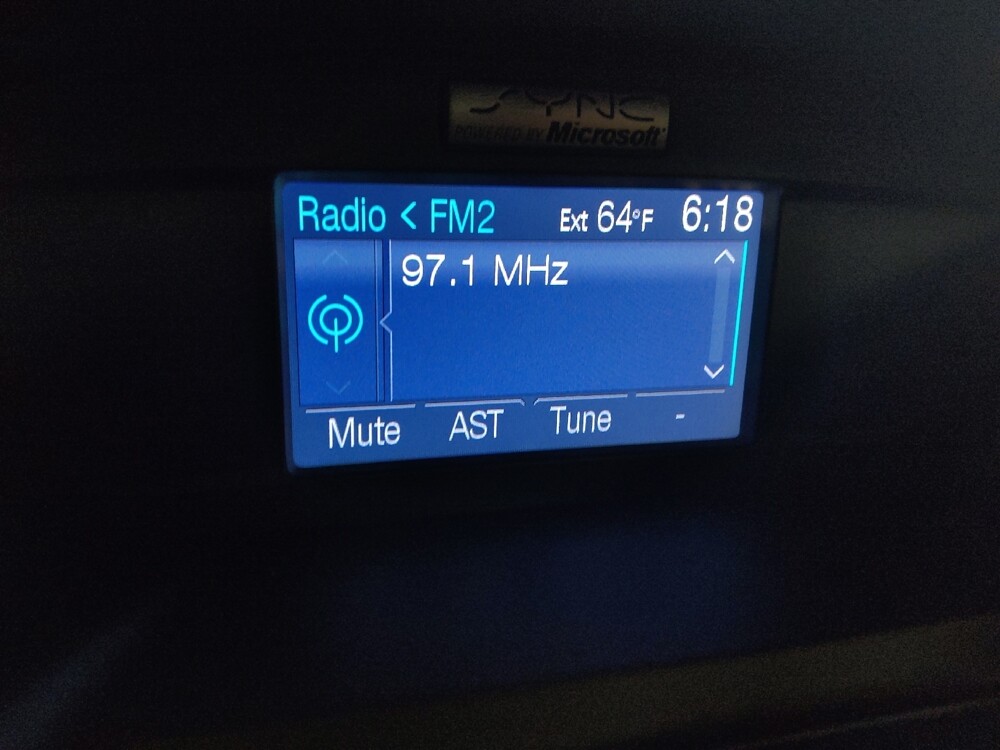 SYNC
POWERED BY Microsoft
Radio < FM2 Ext 64°F 6:18
97.1 MHz
Mute AST Tune -